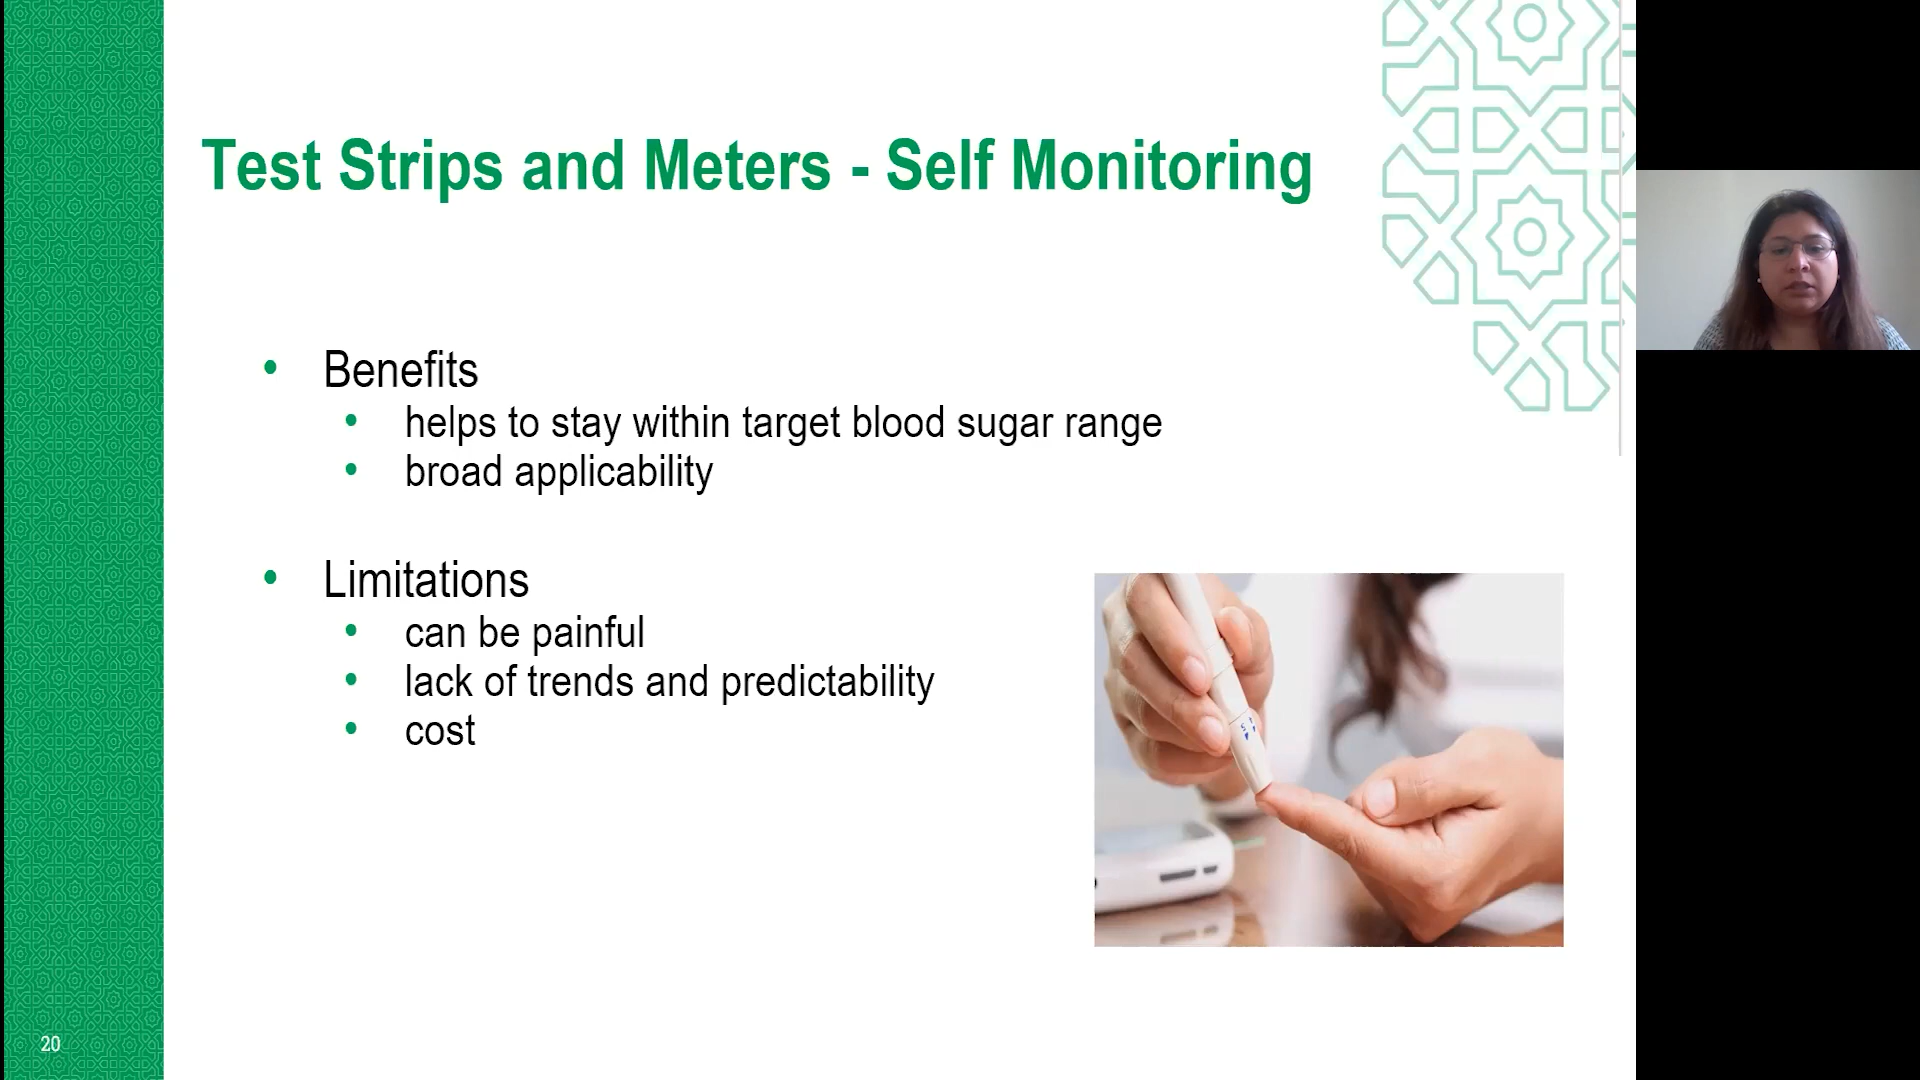 Test Strips and Meters - Self Monitoring
• Benefits
• helps to stay within target blood sugar range
• broad applicability
• Limitations
• can be painful
• lack of trends and predictability
• cost
20